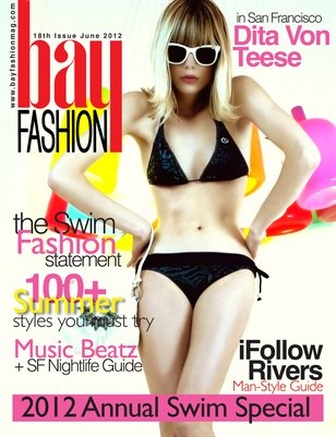 www.bayfashionmag.com
18th Issue June 2012
bay
FASHION
in San Francisco
Dita Von
Teese
the Swim
Fashion
statement
100+
Summer
styles your must try
Music Beatz
+ SF Nightlife Guide
iFollow
Rivers
Man-Style Guide
2012 Annual Swim Special